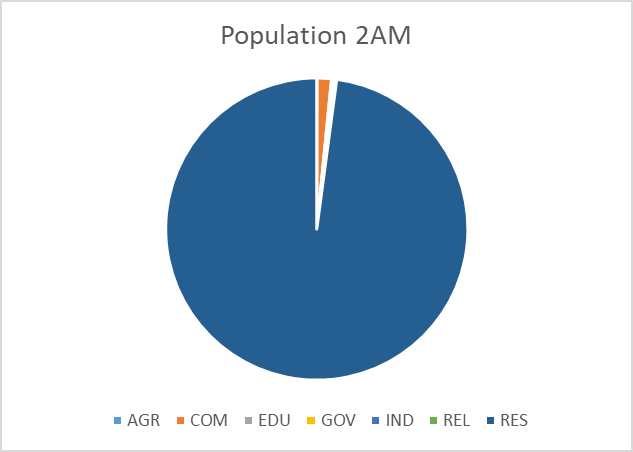 Population 2AM
AGR COM EDU GOV IND REL RES